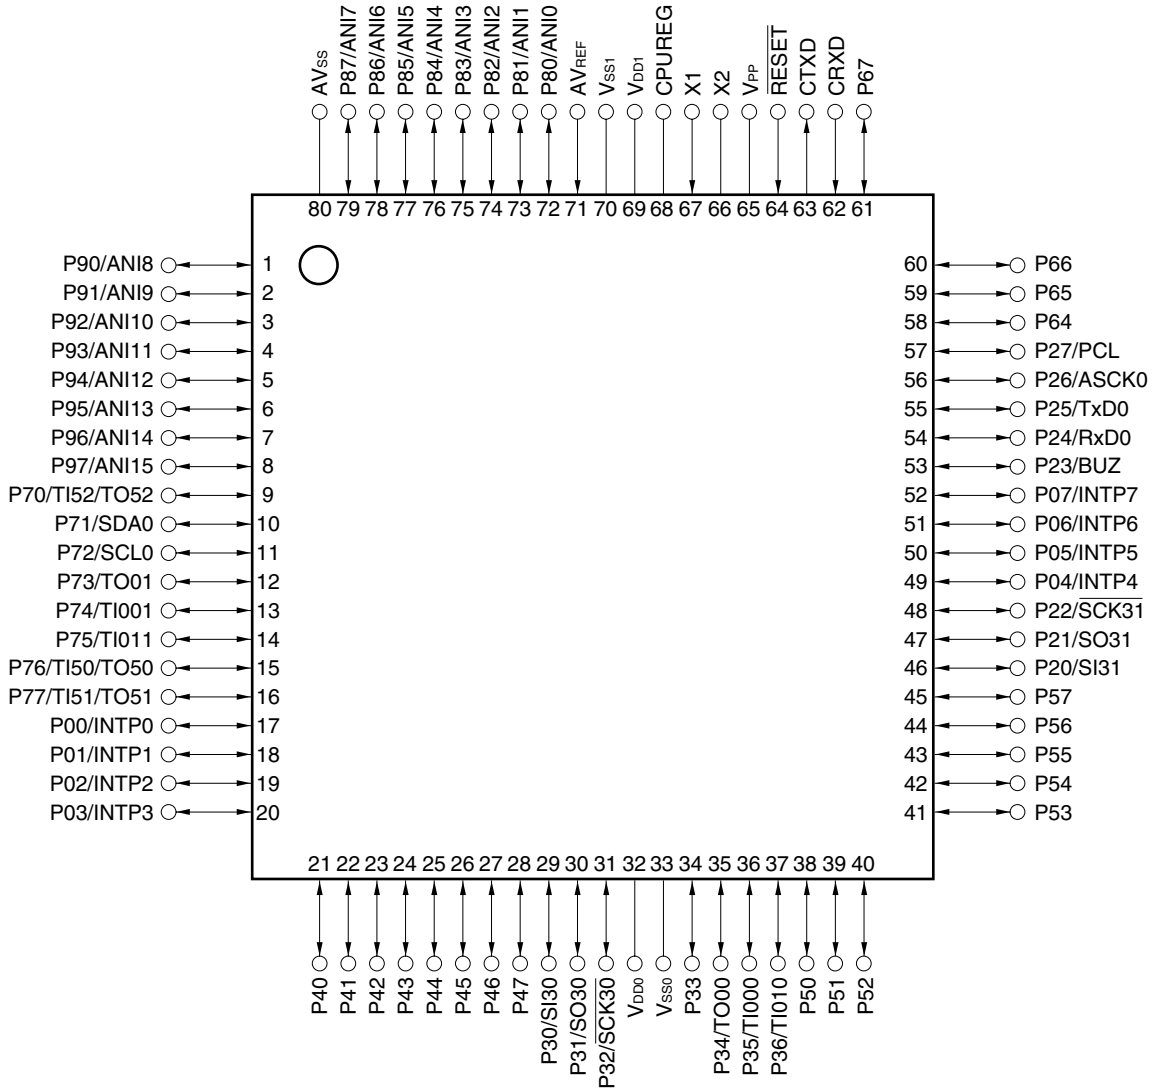 AVSS
P87/ANI7
P86/ANI6
P85/ANI5
P84/ANI4
P83/ANI3
P82/ANI2
P81/ANI1
P80/ANI0
AVREF
VSS1
VDD1
CPUREG
X1
X2
VPP
RESET
CTXD
CRXD
P67
80 79 78 77 76 75 74 73 72 71 70 69 68 67 66 65 64 63 62 61
P90/ANI8 1 60 P66
P91/ANI9 2 59 P65
P92/ANI10 3 58 P64
P93/ANI11 4 57 P27/PCL
P94/ANI12 5 56 P26/ASCK0
P95/ANI13 6 55 P25/TxD0
P96/ANI14 7 54 P24/RxD0
P97/ANI15 8 53 P23/BUZ
P70/TI52/TO52 9 52 P07/INTP7
P71/SDA0 10 51 P06/INTP6
P72/SCL0 11 50 P05/INTP5
P73/TO01 12 49 P04/INTP4
P74/TI001 13 48 P22/SCK31
P75/TI011 14 47 P21/SO31
P76/TI50/TO50 15 46 P20/SI31
P77/TI51/TO51 16 45 P57
P00/INTP0 17 44 P56
P01/INTP1 18 43 P55
P02/INTP2 19 42 P54
P03/INTP3 20 41 P53
21 22 23 24 25 26 27 28 29 30 31 32 33 34 35 36 37 38 39 40
P40
P41
P42
P43
P44
P45
P46
P47
P30/SI30
P31/SO30
P32/SCK30
VDD0
VSS0
P33
P34/TO00
P35/TI000
P36/TI010
P50
P51
P52